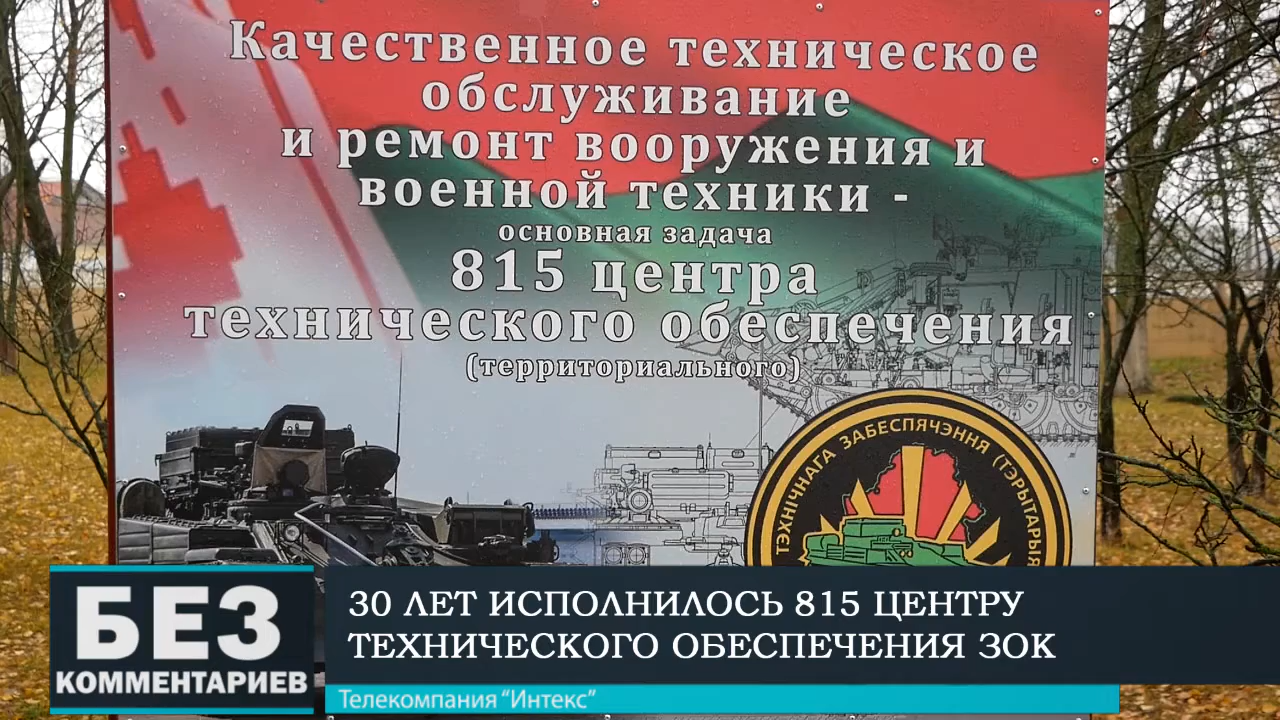 Качественное техническое
обслуживание
и ремонт вооружения и
военной техники -
основная задача
815 центра
технического обеспечения
(территориального)
ТЭХНІЧНАГА ЗАБЕСПЯЧЭННЯ (ТЭРЫТАРЫЯ
БЕЗ
КОММЕНТАРИЕВ
30 ЛЕТ ИСПОЛНИЛОСЬ 815 ЦЕНТРУ
ТЕХНИЧЕСКОГО ОБЕСПЕЧЕНИЯ ЗОК
Телекомпания “Интекс”